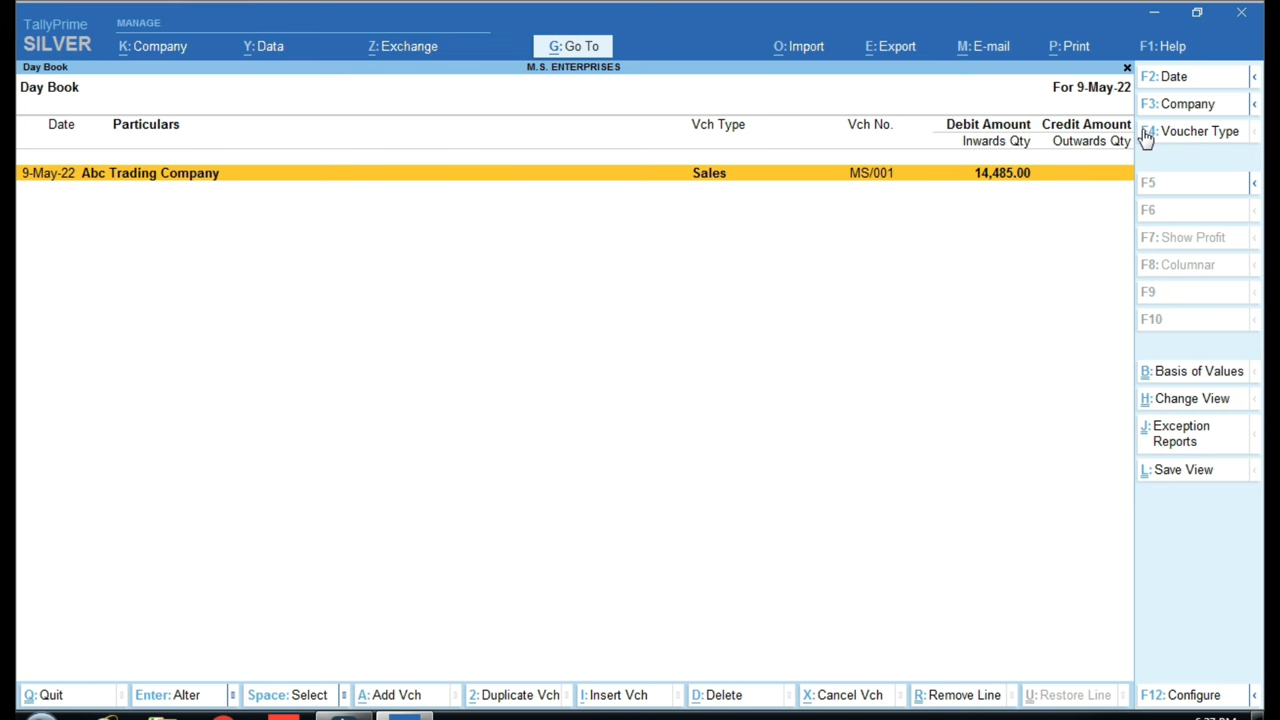 TallyPrime
SILVER
MANAGE
K: Company
Y: Data
Z: Exchange
G: Go To
O: Import
E: Export
M: E-mail
P: Print
F1: Help
Day Book
M.S. ENTERPRISES
Day Book
For 9-May-22
Date
Particulars
Vch Type
Vch No.
Debit Amount
Credit Amount
Inwards Qty
Outwards Qty
9-May-22 Abc Trading Company
Sales
MS/001
14,485.00
F2: Date
F3: Company
F4: Voucher Type
F5
F6
F7: Show Profit
F8: Columnar
F9
F10
B: Basis of Values
H: Change View
J: Exception
Reports
L: Save View
Q: Quit
Enter: Alter
Space: Select
A: Add Vch
2: Duplicate Vch
I: Insert Vch
D: Delete
X: Cancel Vch
R: Remove Line
U: Restore Line
F12: Configure